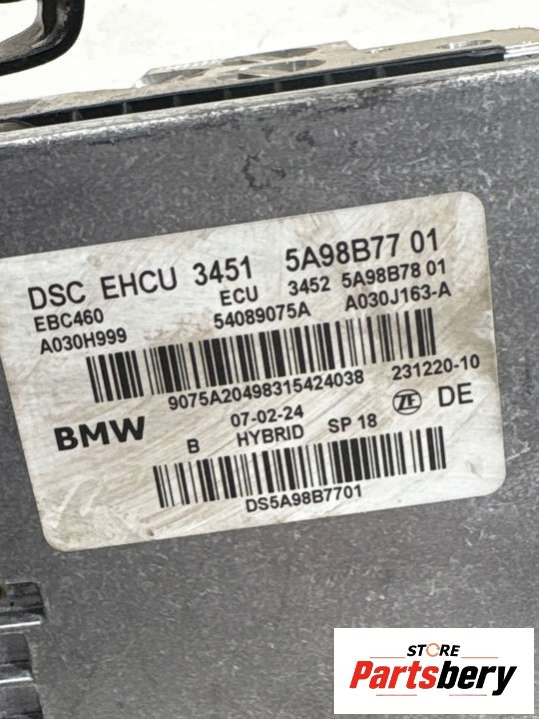 DSC EHCU 3451 5A98B77 01
EBC460 ECU 3452 5A98B78 01
A030H999 54089075A A030J163-A
9075A20498315424038 231220-10
BMW B 07-02-24 HYBRID SP 18 ZF DE
DS5A98B7701
STORE
Partsbery